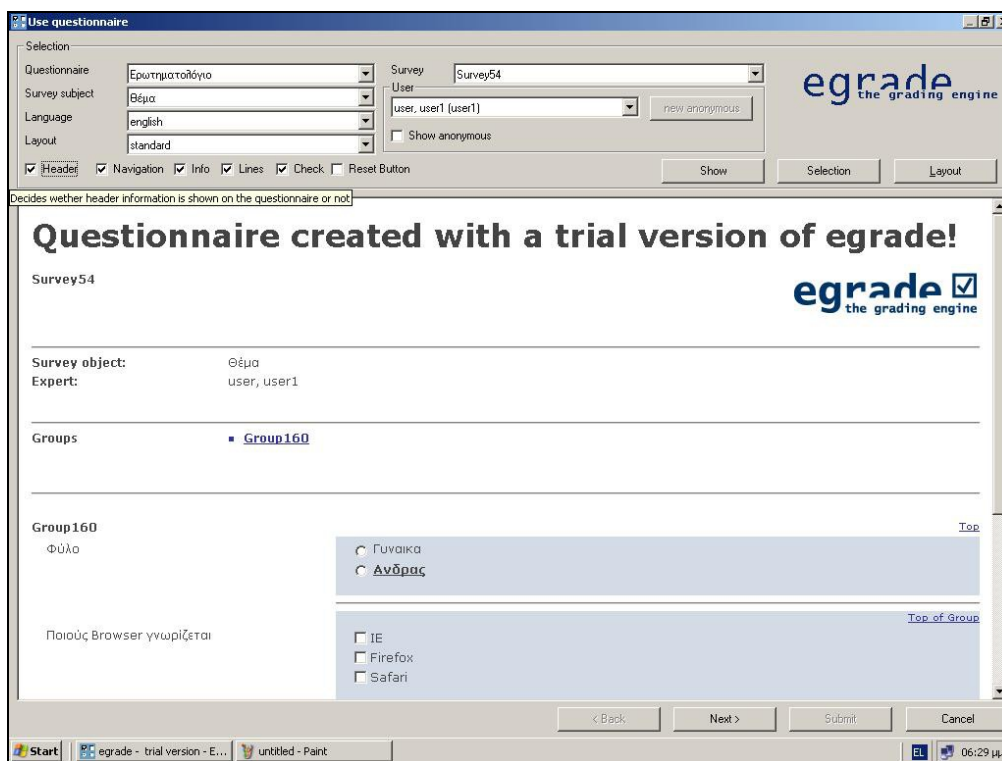 Use questionnaire
Selection
Questionnaire Ερωτηματολόγιο Survey Survey54
Survey subject Θέμα User
Language english user, user1 (user1) new anonymous
Layout standard Show anonymous
egrade
the grading engine
Header Navigation Info Lines Check Reset Button Show Selection Layout
Decides wether header information is shown on the questionnaire or not
Questionnaire created with a trial version of egrade!
Survey54
egrade
the grading engine
Survey object: Θέμα
Expert: user, user1
Groups Group160
Group160 Top
Φύλο Γυναικα
Ανδρας
Top of Group
Ποιούς Browser γνωρίζεται IE
Firefox
Safari
< Back Next > Submit Cancel
Start egrade - trial version - E... untitled - Paint EL 06:29 μμ